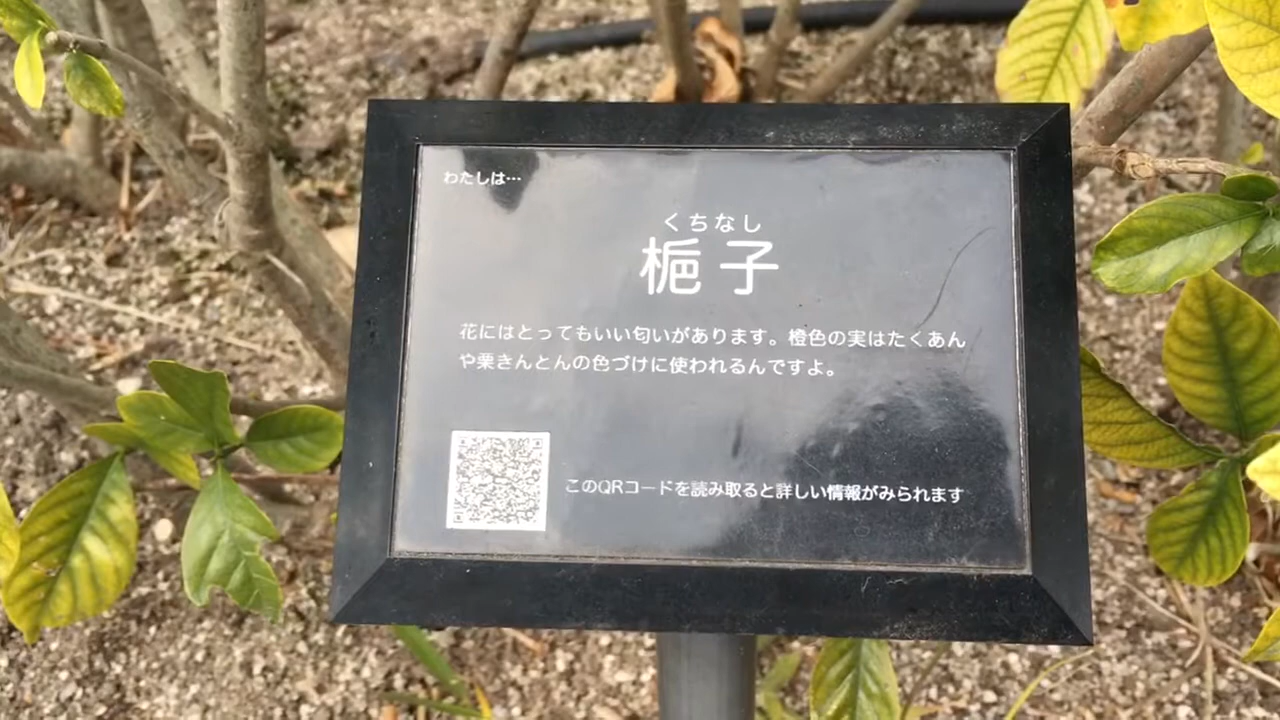 わたしは…
くちなし
梔子
花にはとってもいい匂いがあります。橙色の実はたくあん
や栗きんとんの色づけに使われるんですよ。
このQRコードを読み取ると詳しい情報がみられます